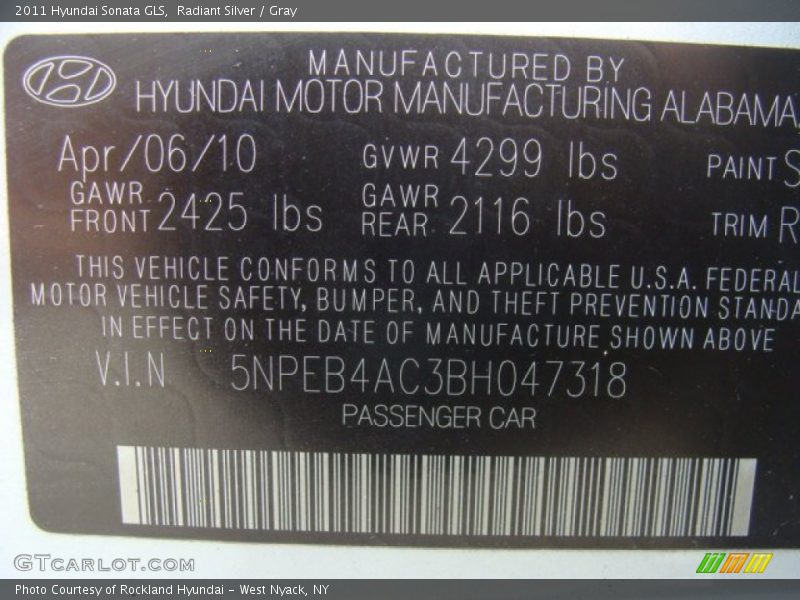 2011 Hyundai Sonata GLS,  Radiant Silver / Gray
MANUFACTURED BY
HYUNDAI MOTOR MANUFACTURING ALABAMA,
Apr/06/10 GVWR 4299 lbs PAINT S
GAWR FRONT 2425 lbs GAWR REAR 2116 lbs TRIM R
THIS VEHICLE CONFORMS TO ALL APPLICABLE U.S.A. FEDERAL
MOTOR VEHICLE SAFETY, BUMPER, AND THEFT PREVENTION STANDA
IN EFFECT ON THE DATE OF MANUFACTURE SHOWN ABOVE
V.I.N 5NPEB4AC3BH047318
PASSENGER CAR
GTCARLOT.COM
Photo Courtesy of Rockland Hyundai - West Nyack, NY